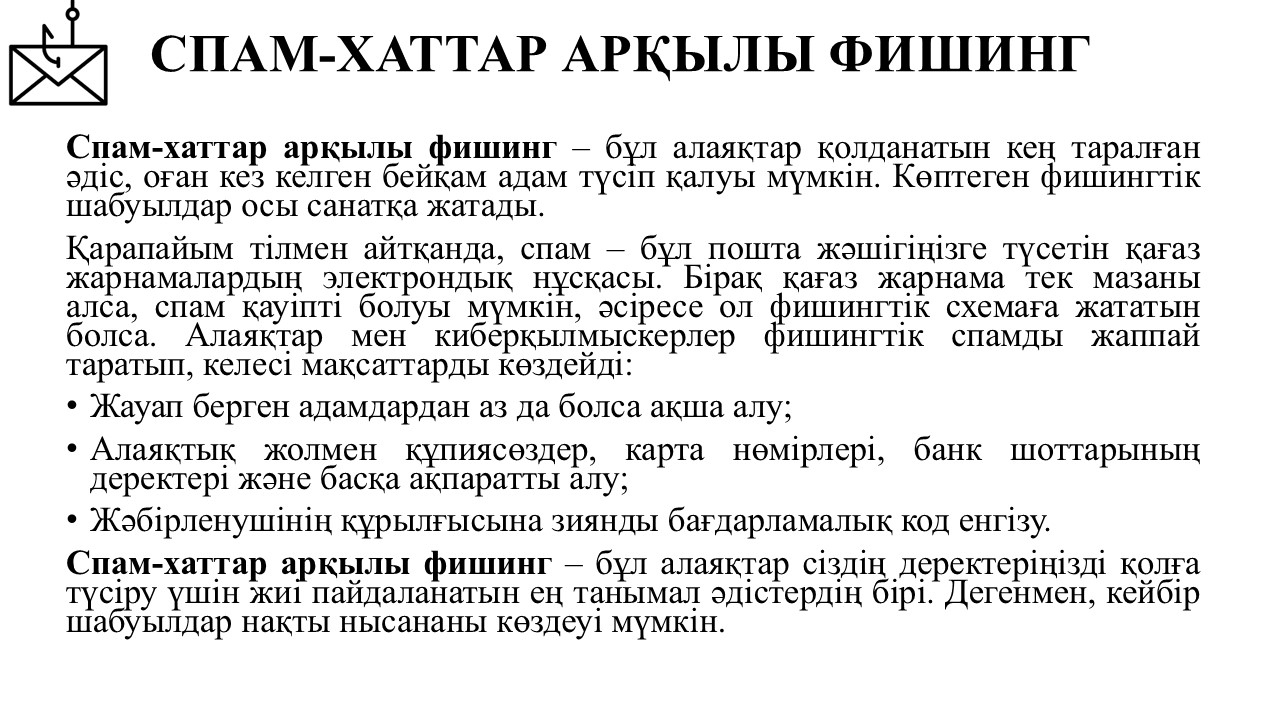 СПАМ-ХАТТАР АРҚЫЛЫ ФИШИНГ
Спам-хаттар арқылы фишинг – бұл алаяқтар қолданатын кең таралған
әдіс, оған кез келген бейқам адам түсіп қалуы мүмкін. Көптеген фишингтік
шабуылдар осы санатқа жатады.
Қарапайым тілмен айтқанда, спам – бұл пошта жәшігіңізге түсетін қағаз
жарнамалардың электрондық нұсқасы. Бірақ қағаз жарнама тек мазаны
алса, спам қауіпті болуы мүмкін, әсіресе ол фишингтік схемаға жататын
болса. Алаяқтар мен киберқылмыскерлер фишингтік спамды жаппай
таратып, келесі мақсаттарды көздейді:
• Жауап берген адамдардан аз да болса ақша алу;
• Алаяқтық жолмен құпиясөздер, карта нөмірлері, банк шоттарының
деректері және басқа ақпаратты алу;
• Жәбірленушінің құрылғысына зиянды бағдарламалық код енгізу.
Спам-хаттар арқылы фишинг – бұл алаяқтар сіздің деректеріңізді қолға
түсіру үшін жиі пайдаланатын ең танымал әдістердің бірі. Дегенмен, кейбір
шабуылдар нақты нысананы көздеуі мүмкін.